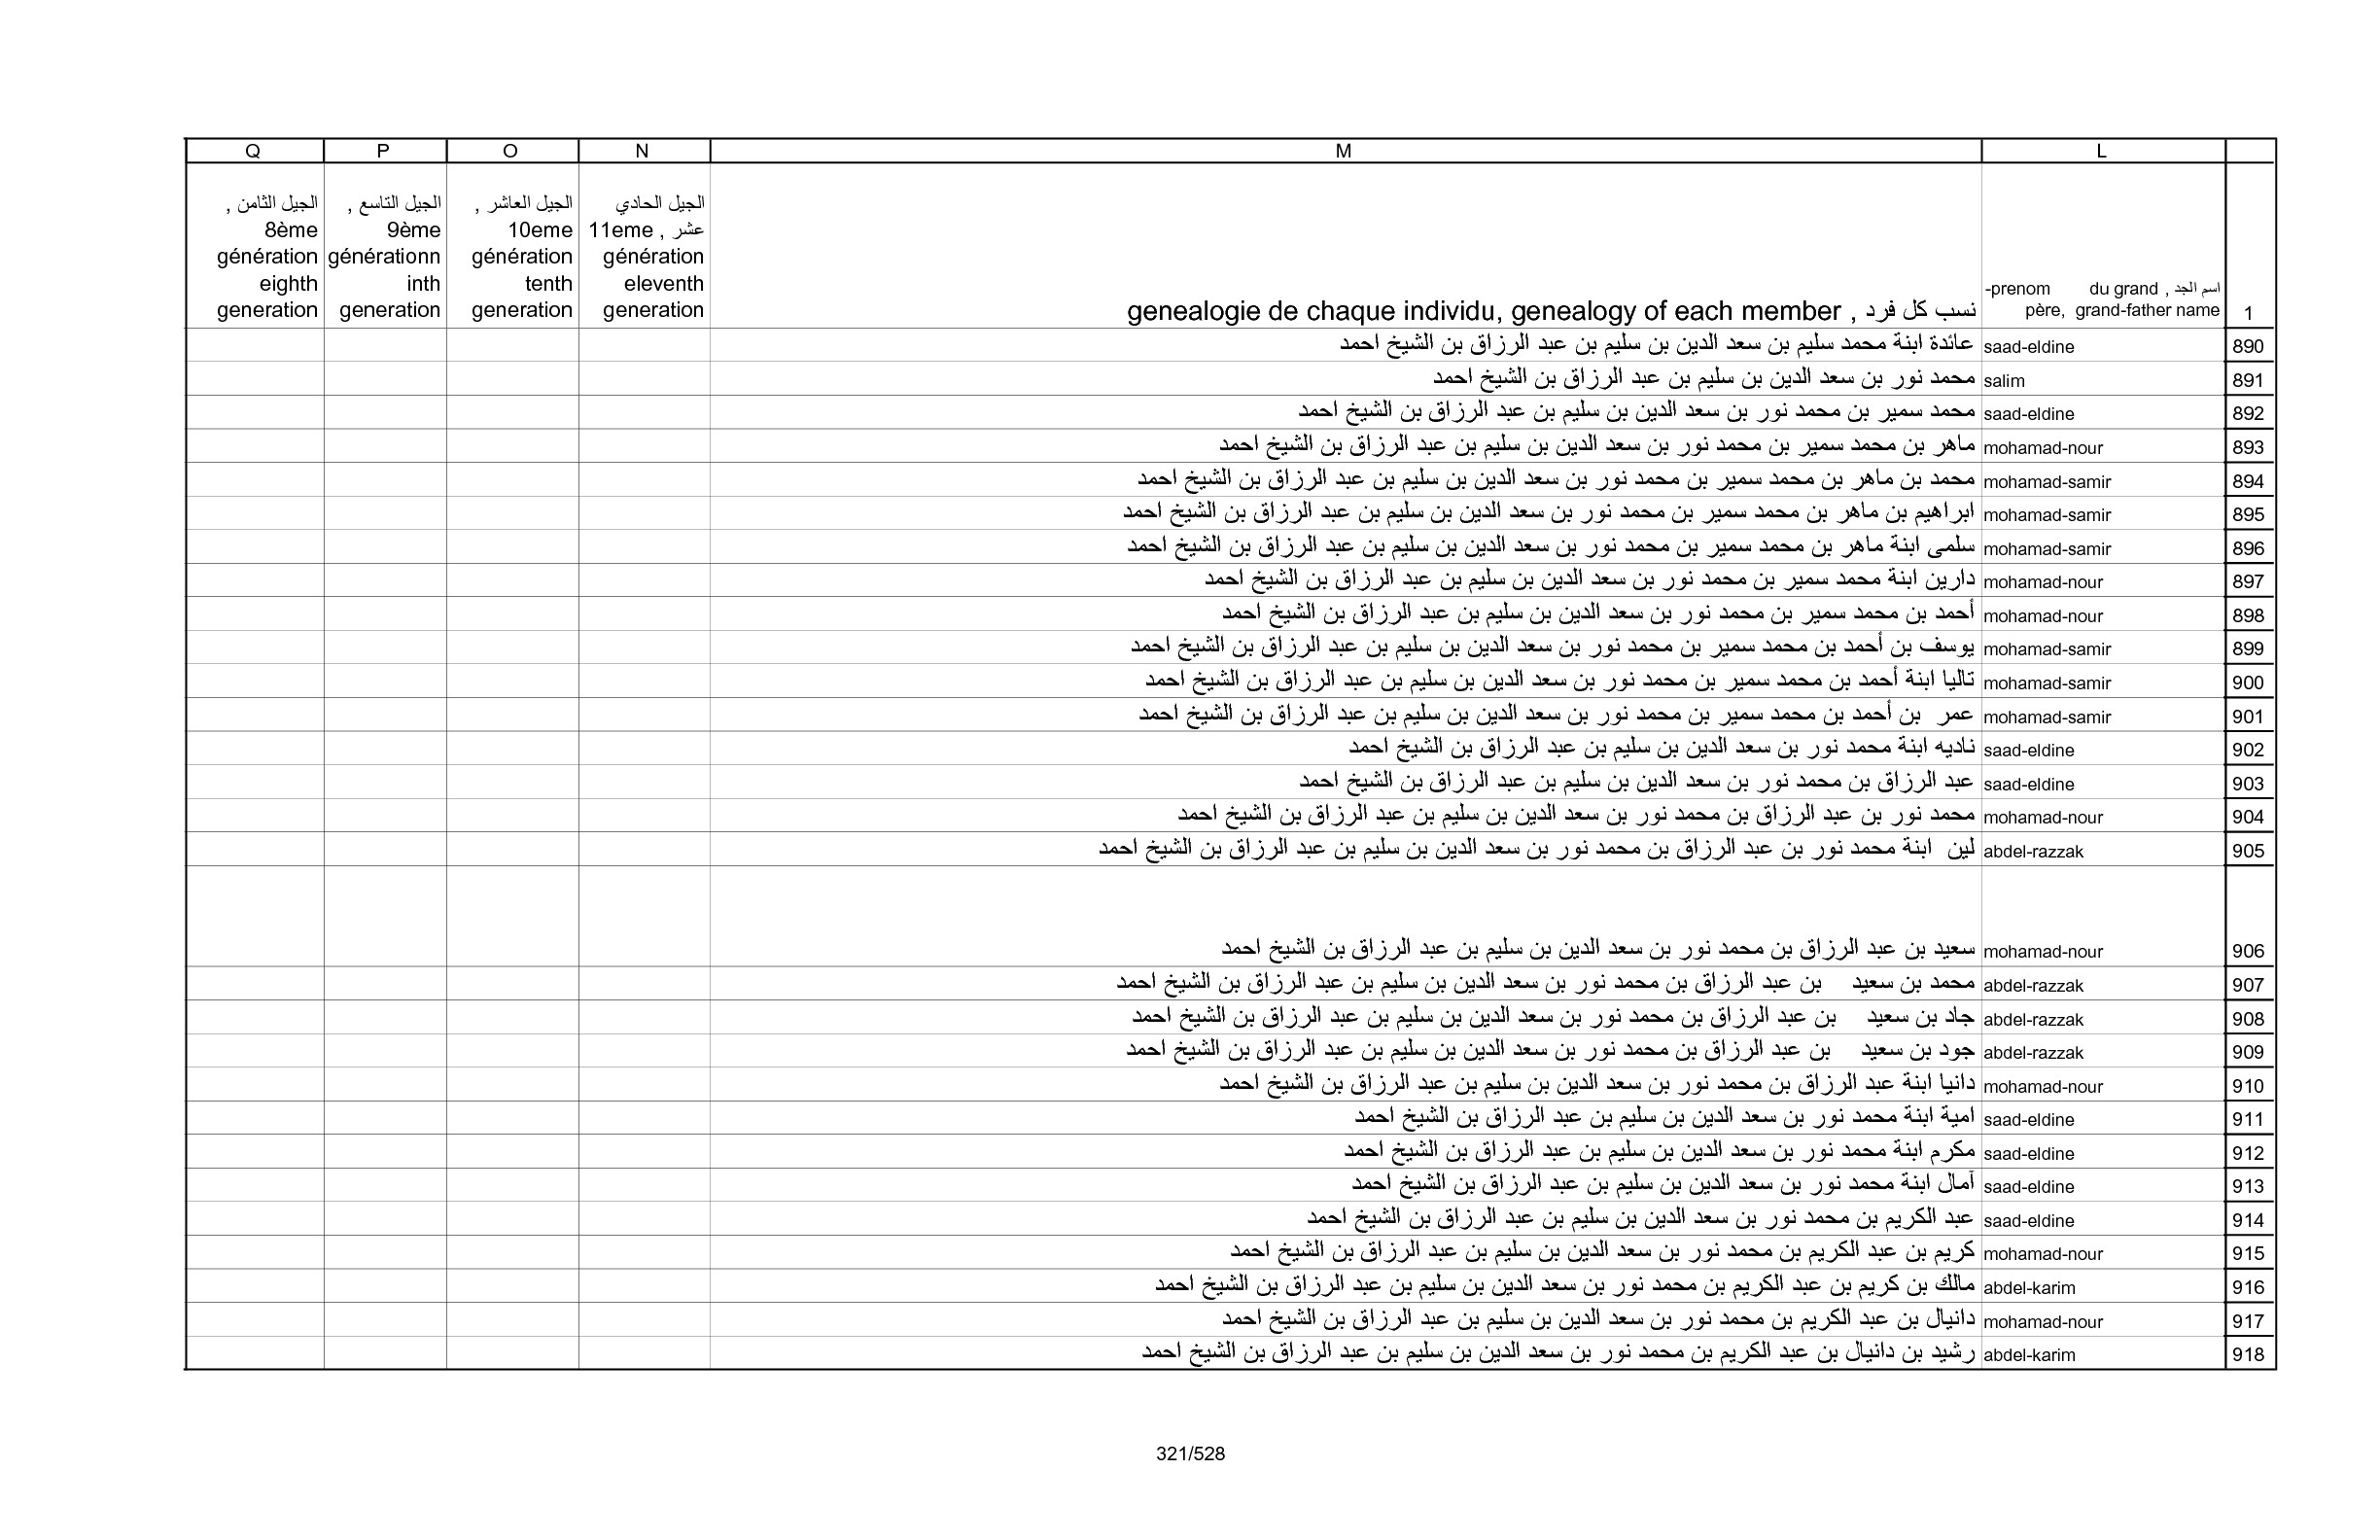 L M N O P Q
1 اسم الجد , prenom du grand-père, grand-father name نسب كل فرد , genealogie de chaque individu, genealogy of each member الجيل الحادي عشر , 11eme génération eleventh generation الجيل العاشر , 10eme génération tenth generation الجيل التاسع , 9ème générationn inth generation الجيل الثامن , 8ème génération eighth generation
890 saad-eldine عائدة ابنة محمد سليم بن سعد الدين بن سليم بن عبد الرزاق بن الشيخ احمد
891 salim محمد نور بن سعد الدين بن سليم بن عبد الرزاق بن الشيخ احمد
892 saad-eldine محمد سمير بن محمد نور بن سعد الدين بن سليم بن عبد الرزاق بن الشيخ احمد
893 mohamad-nour ماهر بن محمد سمير بن محمد نور بن سعد الدين بن سليم بن عبد الرزاق بن الشيخ احمد
894 mohamad-samir محمد بن ماهر بن محمد سمير بن محمد نور بن سعد الدين بن سليم بن عبد الرزاق بن الشيخ احمد
895 mohamad-samir ابراهيم بن ماهر بن محمد سمير بن محمد نور بن سعد الدين بن سليم بن عبد الرزاق بن الشيخ احمد
896 mohamad-samir سلمى ابنة ماهر بن محمد سمير بن محمد نور بن سعد الدين بن سليم بن عبد الرزاق بن الشيخ احمد
897 mohamad-nour دارين ابنة محمد سمير بن محمد نور بن سعد الدين بن سليم بن عبد الرزاق بن الشيخ احمد
898 mohamad-nour أحمد بن محمد سمير بن محمد نور بن سعد الدين بن سليم بن عبد الرزاق بن الشيخ احمد
899 mohamad-samir يوسف بن أحمد بن محمد سمير بن محمد نور بن سعد الدين بن سليم بن عبد الرزاق بن الشيخ احمد
900 mohamad-samir تاليا ابنة أحمد بن محمد سمير بن محمد نور بن سعد الدين بن سليم بن عبد الرزاق بن الشيخ احمد
901 mohamad-samir عمر بن أحمد بن محمد سمير بن محمد نور بن سعد الدين بن سليم بن عبد الرزاق بن الشيخ احمد
902 saad-eldine ناديه ابنة محمد نور بن سعد الدين بن سليم بن عبد الرزاق بن الشيخ احمد
903 saad-eldine عبد الرزاق بن محمد نور بن سعد الدين بن سليم بن عبد الرزاق بن الشيخ احمد
904 mohamad-nour محمد نور بن عبد الرزاق بن محمد نور بن سعد الدين بن سليم بن عبد الرزاق بن الشيخ احمد
905 abdel-razzak لين ابنة محمد نور بن عبد الرزاق بن محمد نور بن سعد الدين بن سليم بن عبد الرزاق بن الشيخ احمد
906 mohamad-nour سعيد بن عبد الرزاق بن محمد نور بن سعد الدين بن سليم بن عبد الرزاق بن الشيخ احمد
907 abdel-razzak محمد بن سعيد بن عبد الرزاق بن محمد نور بن سعد الدين بن سليم بن عبد الرزاق بن الشيخ احمد
908 abdel-razzak جاد بن سعيد بن عبد الرزاق بن محمد نور بن سعد الدين بن سليم بن عبد الرزاق بن الشيخ احمد
909 abdel-razzak جود بن سعيد بن عبد الرزاق بن محمد نور بن سعد الدين بن سليم بن عبد الرزاق بن الشيخ احمد
910 mohamad-nour دانيا ابنة عبد الرزاق بن محمد نور بن سعد الدين بن سليم بن عبد الرزاق بن الشيخ احمد
911 saad-eldine امية ابنة محمد نور بن سعد الدين بن سليم بن عبد الرزاق بن الشيخ احمد
912 saad-eldine مكرم ابنة محمد نور بن سعد الدين بن سليم بن عبد الرزاق بن الشيخ احمد
913 saad-eldine آمال ابنة محمد نور بن سعد الدين بن سليم بن عبد الرزاق بن الشيخ احمد
914 saad-eldine عبد الكريم بن محمد نور بن سعد الدين بن سليم بن عبد الرزاق بن الشيخ احمد
915 mohamad-nour كريم بن عبد الكريم بن محمد نور بن سعد الدين بن سليم بن عبد الرزاق بن الشيخ احمد
916 abdel-karim مالك بن كريم بن عبد الكريم بن محمد نور بن سعد الدين بن سليم بن عبد الرزاق بن الشيخ احمد
917 mohamad-nour دانيال بن عبد الكريم بن محمد نور بن سعد الدين بن سليم بن عبد الرزاق بن الشيخ احمد
918 abdel-karim رشيد بن دانيال بن عبد الكريم بن محمد نور بن سعد الدين بن سليم بن عبد الرزاق بن الشيخ احمد
321/528